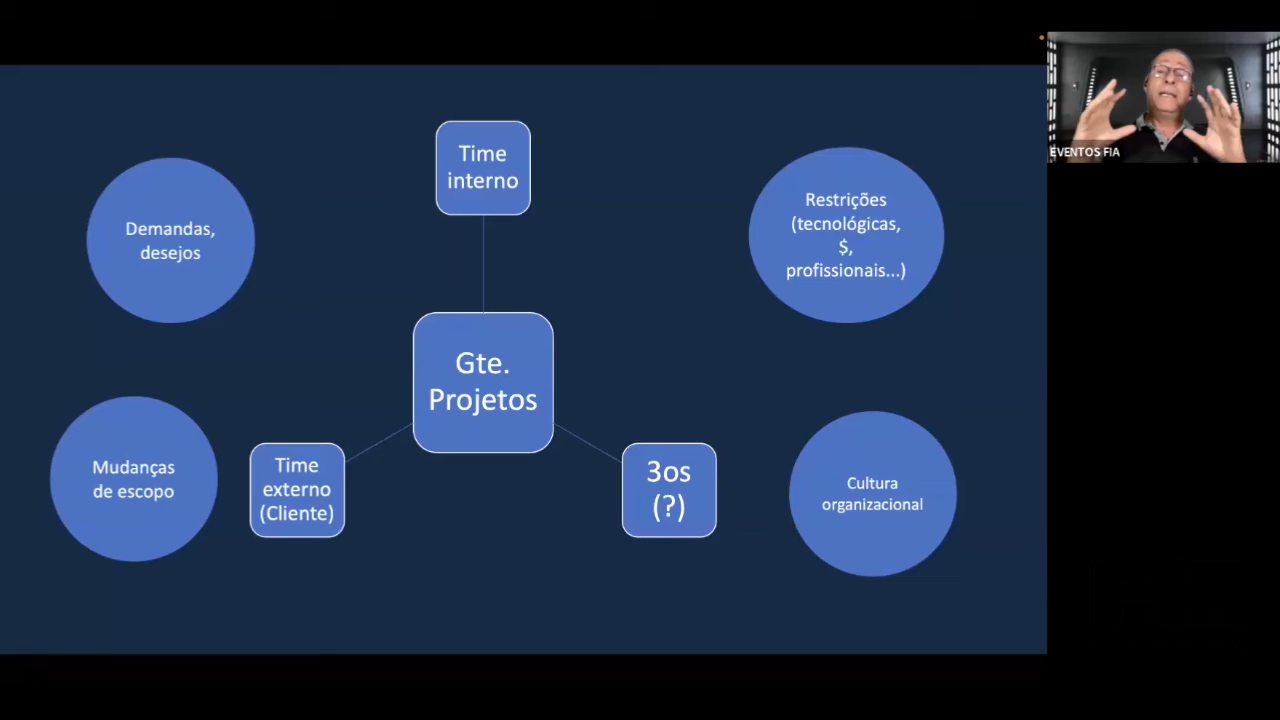 Time
interno
Demandas,
desejos
Restrições
(tecnológicas,
$,
profissionais...)
Gte.
Projetos
Mudanças
de escopo
Time
externo
(Cliente)
3os
(?)
Cultura
organizacional
EVENTOS FIA